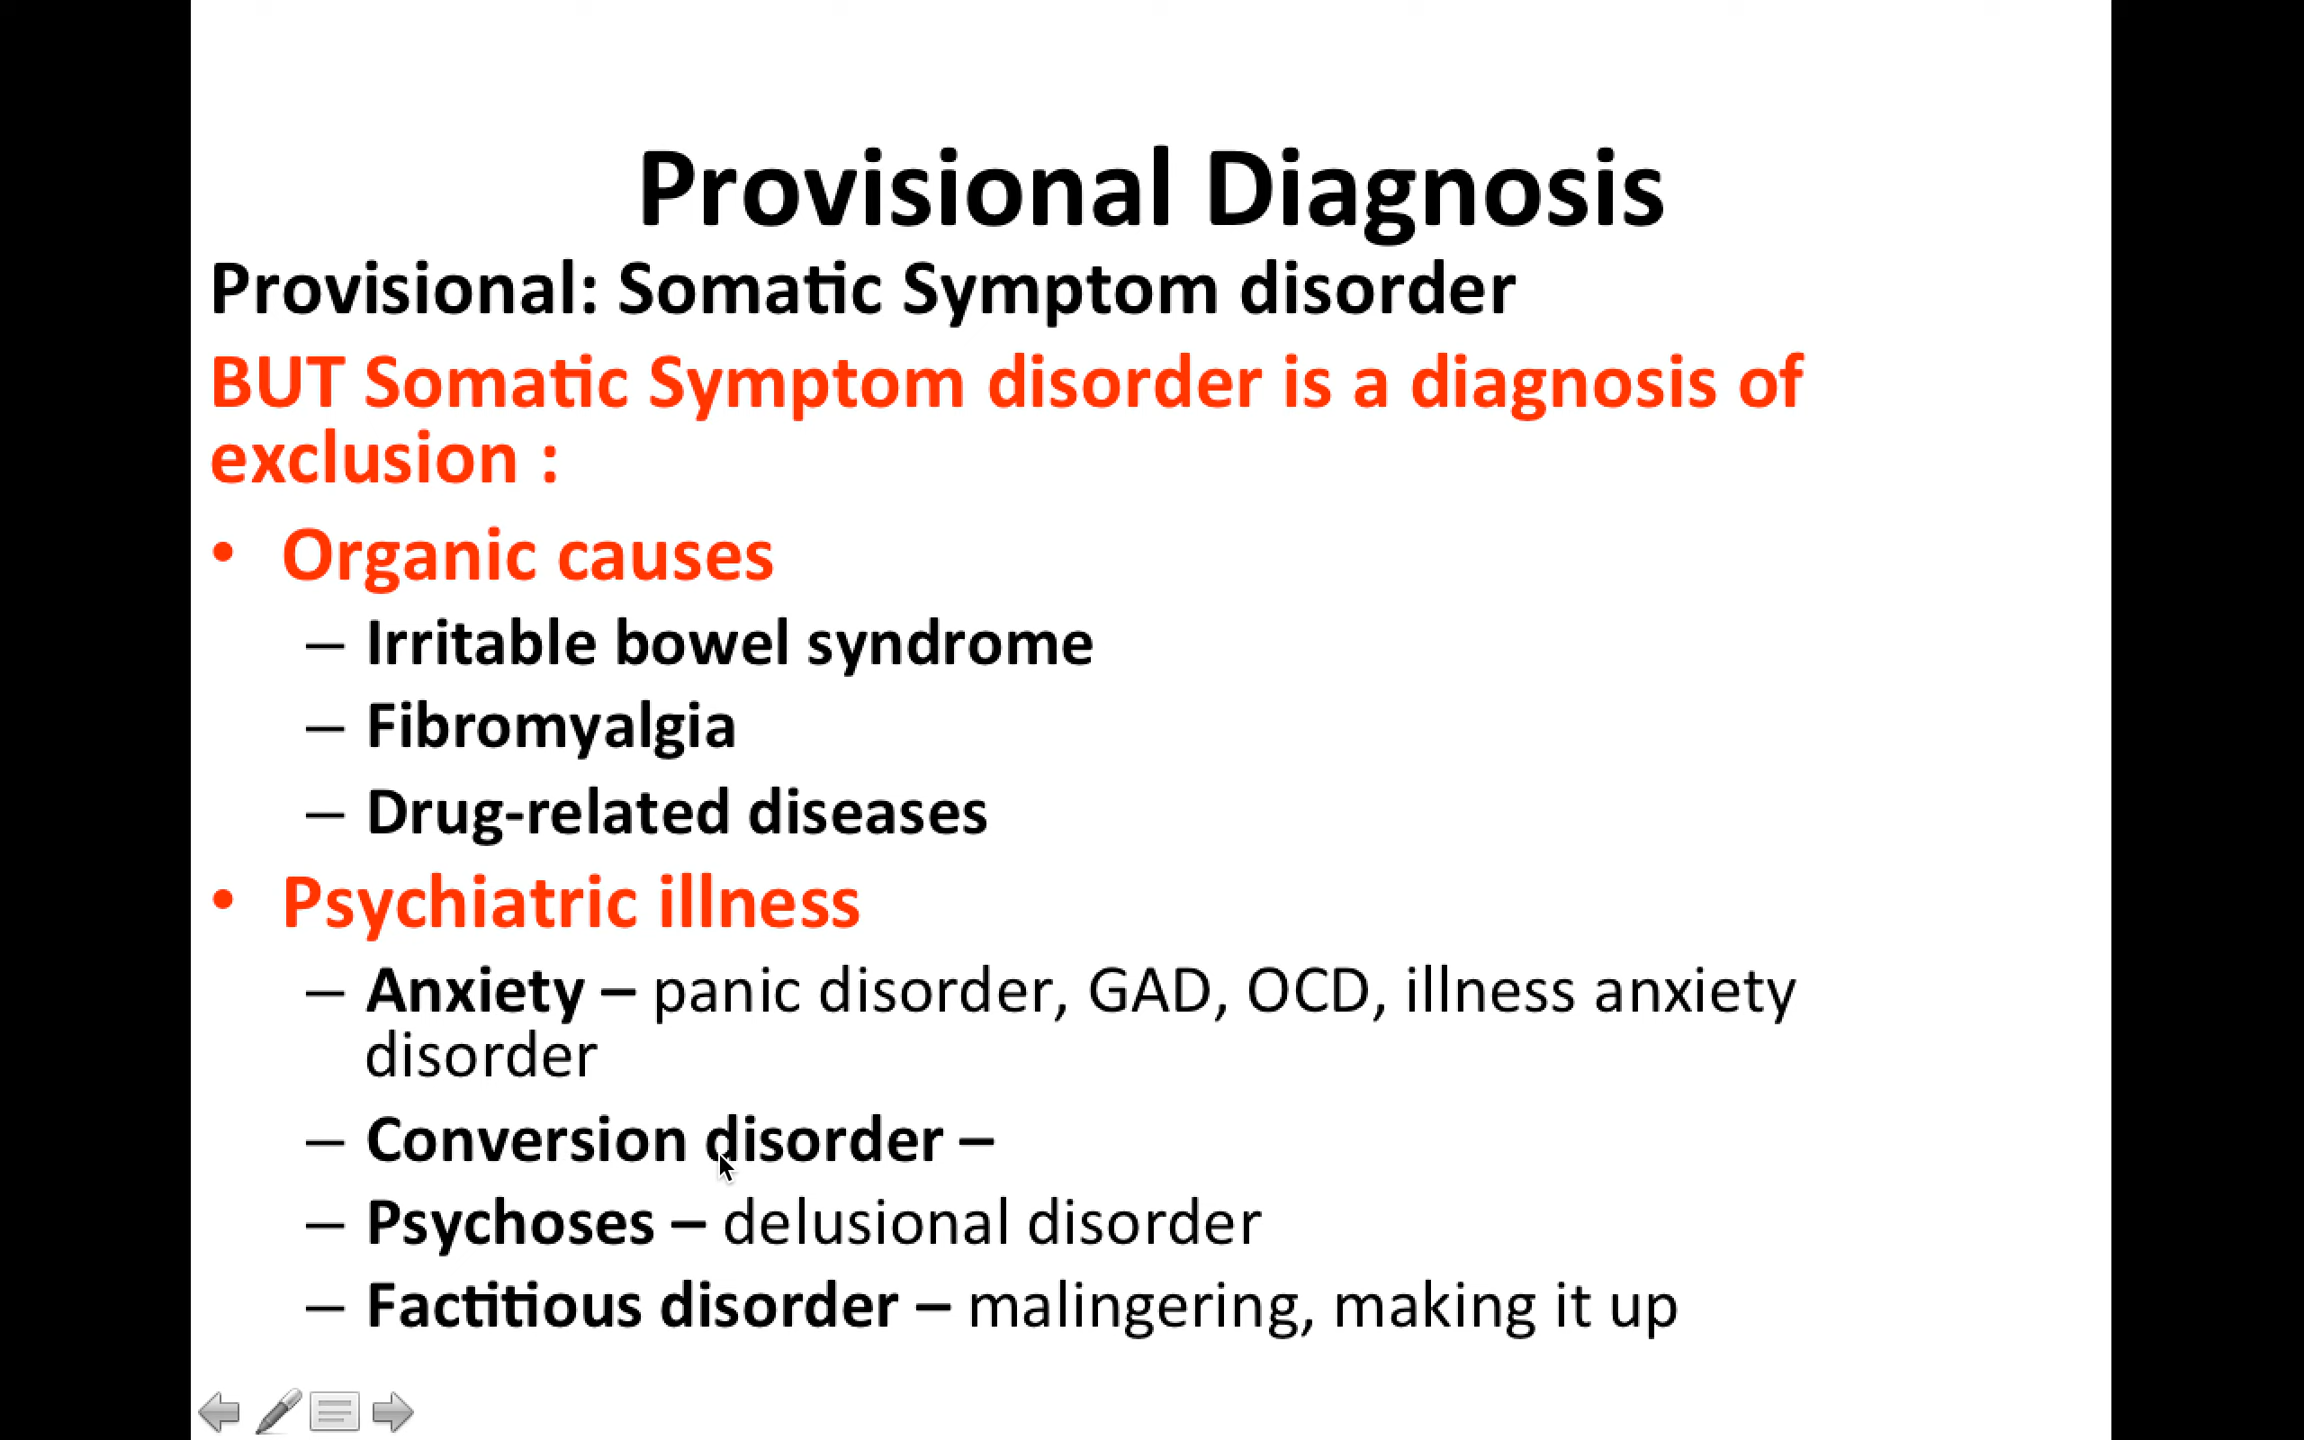 Provisional Diagnosis
Provisional: Somatic Symptom disorder
BUT Somatic Symptom disorder is a diagnosis of
exclusion :
• Organic causes
– Irritable bowel syndrome
– Fibromyalgia
– Drug-related diseases
• Psychiatric illness
– Anxiety – panic disorder, GAD, OCD, illness anxiety
disorder
– Conversion disorder –
– Psychoses – delusional disorder
– Factitious disorder – malingering, making it up